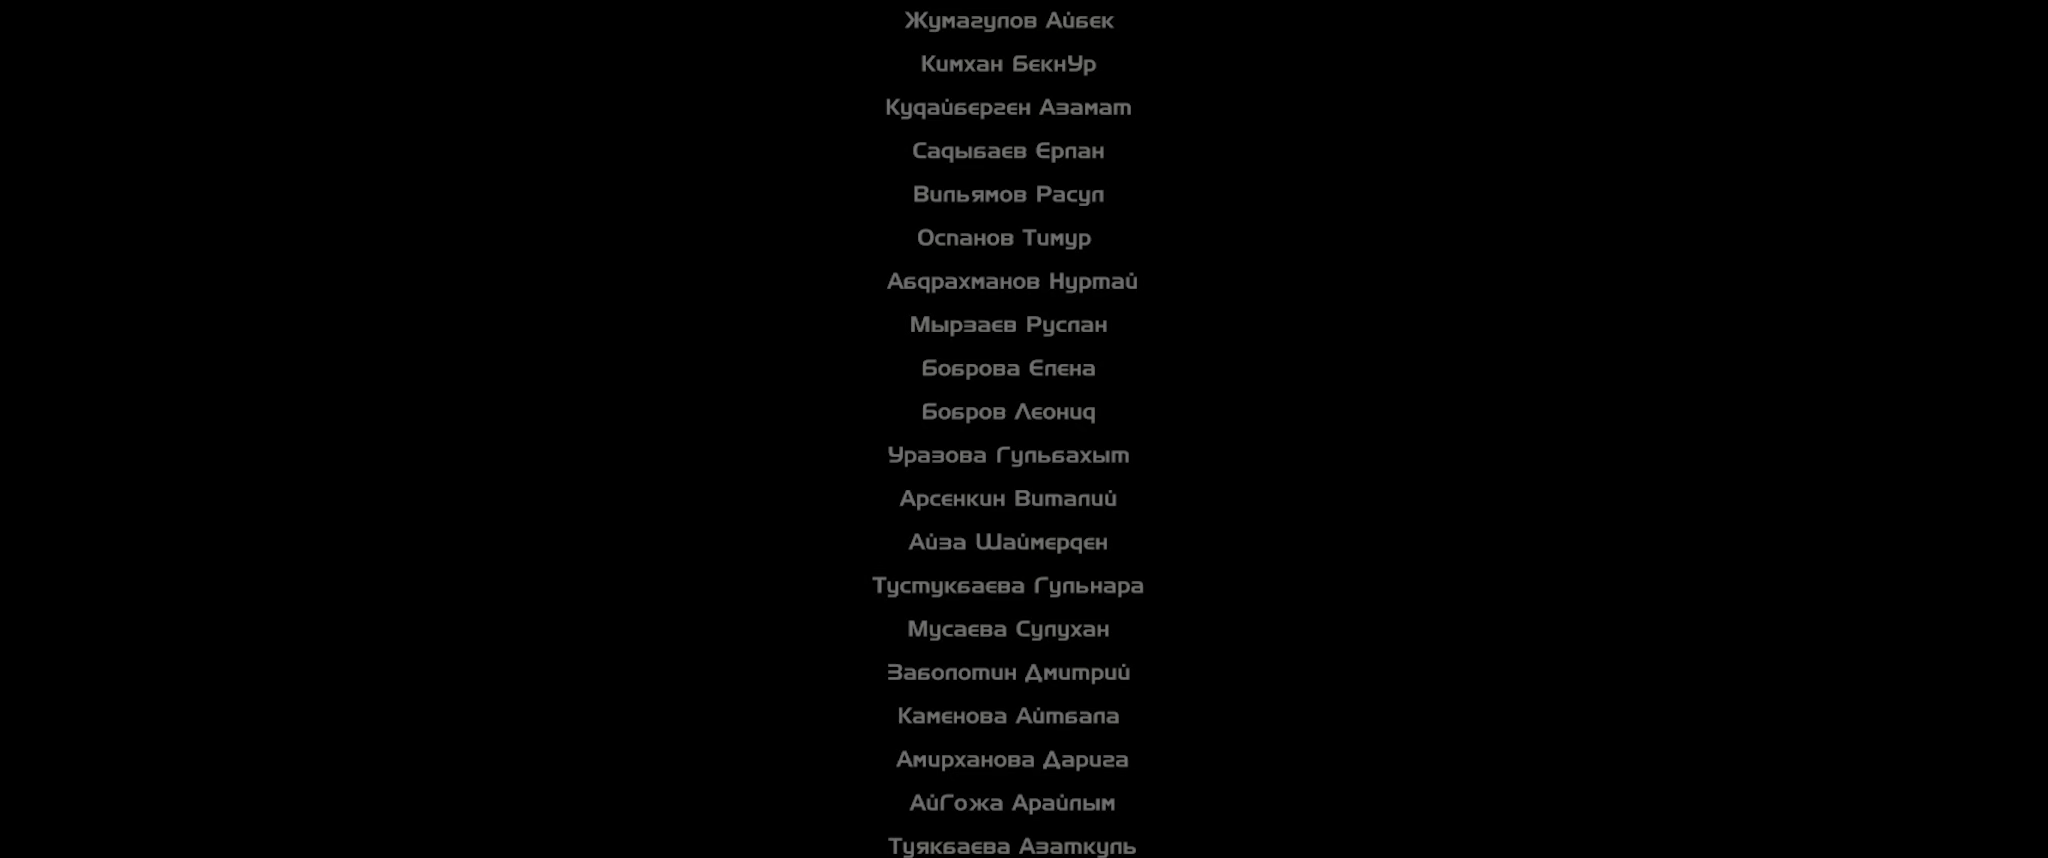 Жумагулов Айбек
Кимхан БекнУр
Кудайберген Азамат
Садыбаев Ерлан
Вильямов Расул
Оспанов Тимур
Абдрахманов Нуртай
Мырзаев Руслан
Боброва Елена
Бобров Леонид
Уразова Гульбахыт
Арсенкин Виталий
Айза Шаймерден
Тустукбаева Гульнара
Мусаева Сулухан
Заболотин Дмитрий
Каменова Айтбала
Амирханова Дарига
АйГожа Арайлым
Туякбаева Азаткуль